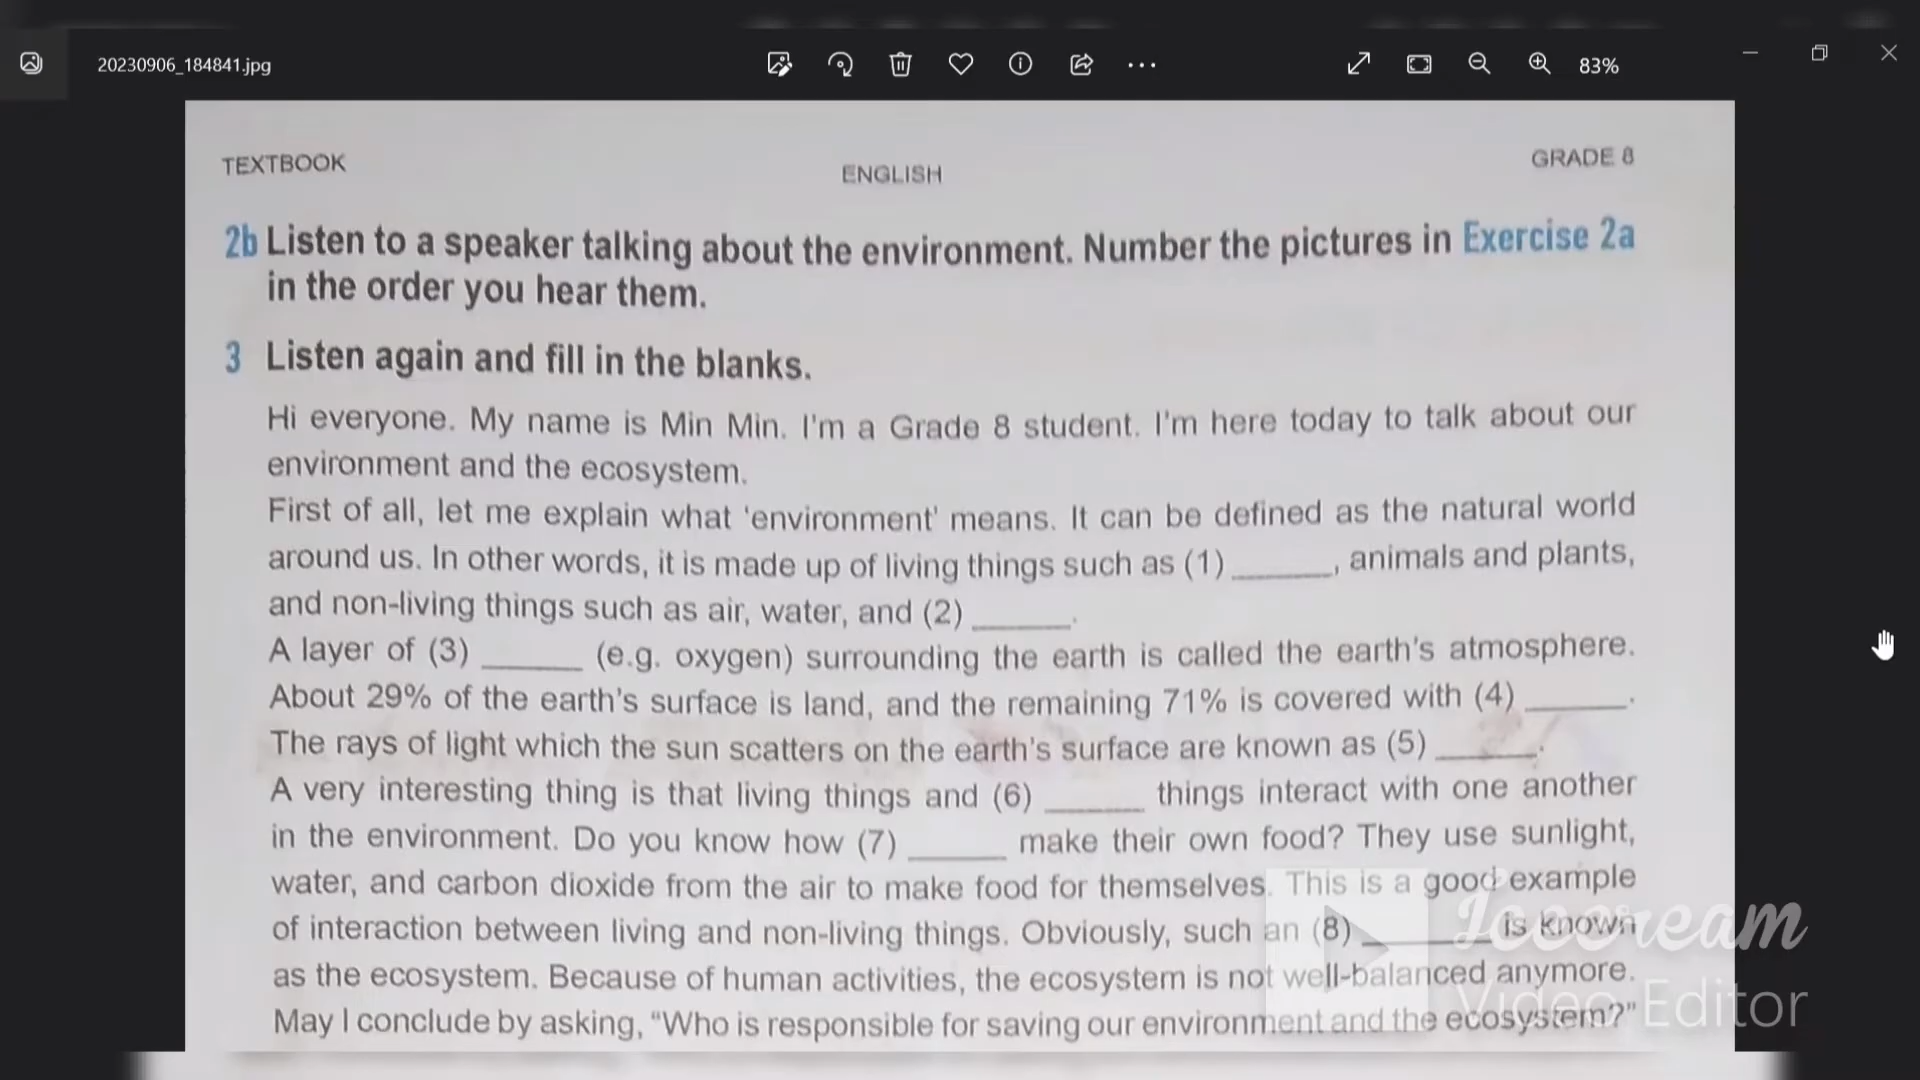 20230906_184841.jpg
83%
TEXTBOOK
ENGLISH
GRADE 8
2b Listen to a speaker talking about the environment. Number the pictures in Exercise 2a
in the order you hear them.
3 Listen again and fill in the blanks.
Hi everyone. My name is Min Min. I'm a Grade 8 student. I'm here today to talk about our
environment and the ecosystem.
First of all, let me explain what 'environment' means. It can be defined as the natural world
around us. In other words, it is made up of living things such as (1) ______, animals and plants,
and non-living things such as air, water, and (2) ______.
A layer of (3) ______ (e.g. oxygen) surrounding the earth is called the earth's atmosphere.
About 29% of the earth's surface is land, and the remaining 71% is covered with (4) ______.
The rays of light which the sun scatters on the earth's surface are known as (5) ______.
A very interesting thing is that living things and (6) ______ things interact with one another
in the environment. Do you know how (7) ______ make their own food? They use sunlight,
water, and carbon dioxide from the air to make food for themselves. This is a good example
of interaction between living and non-living things. Obviously, such an (8) ________ is known
as the ecosystem. Because of human activities, the ecosystem is not well-balanced anymore.
May I conclude by asking, "Who is responsible for saving our environment and the ecosystem?"
Icecream
Video Editor